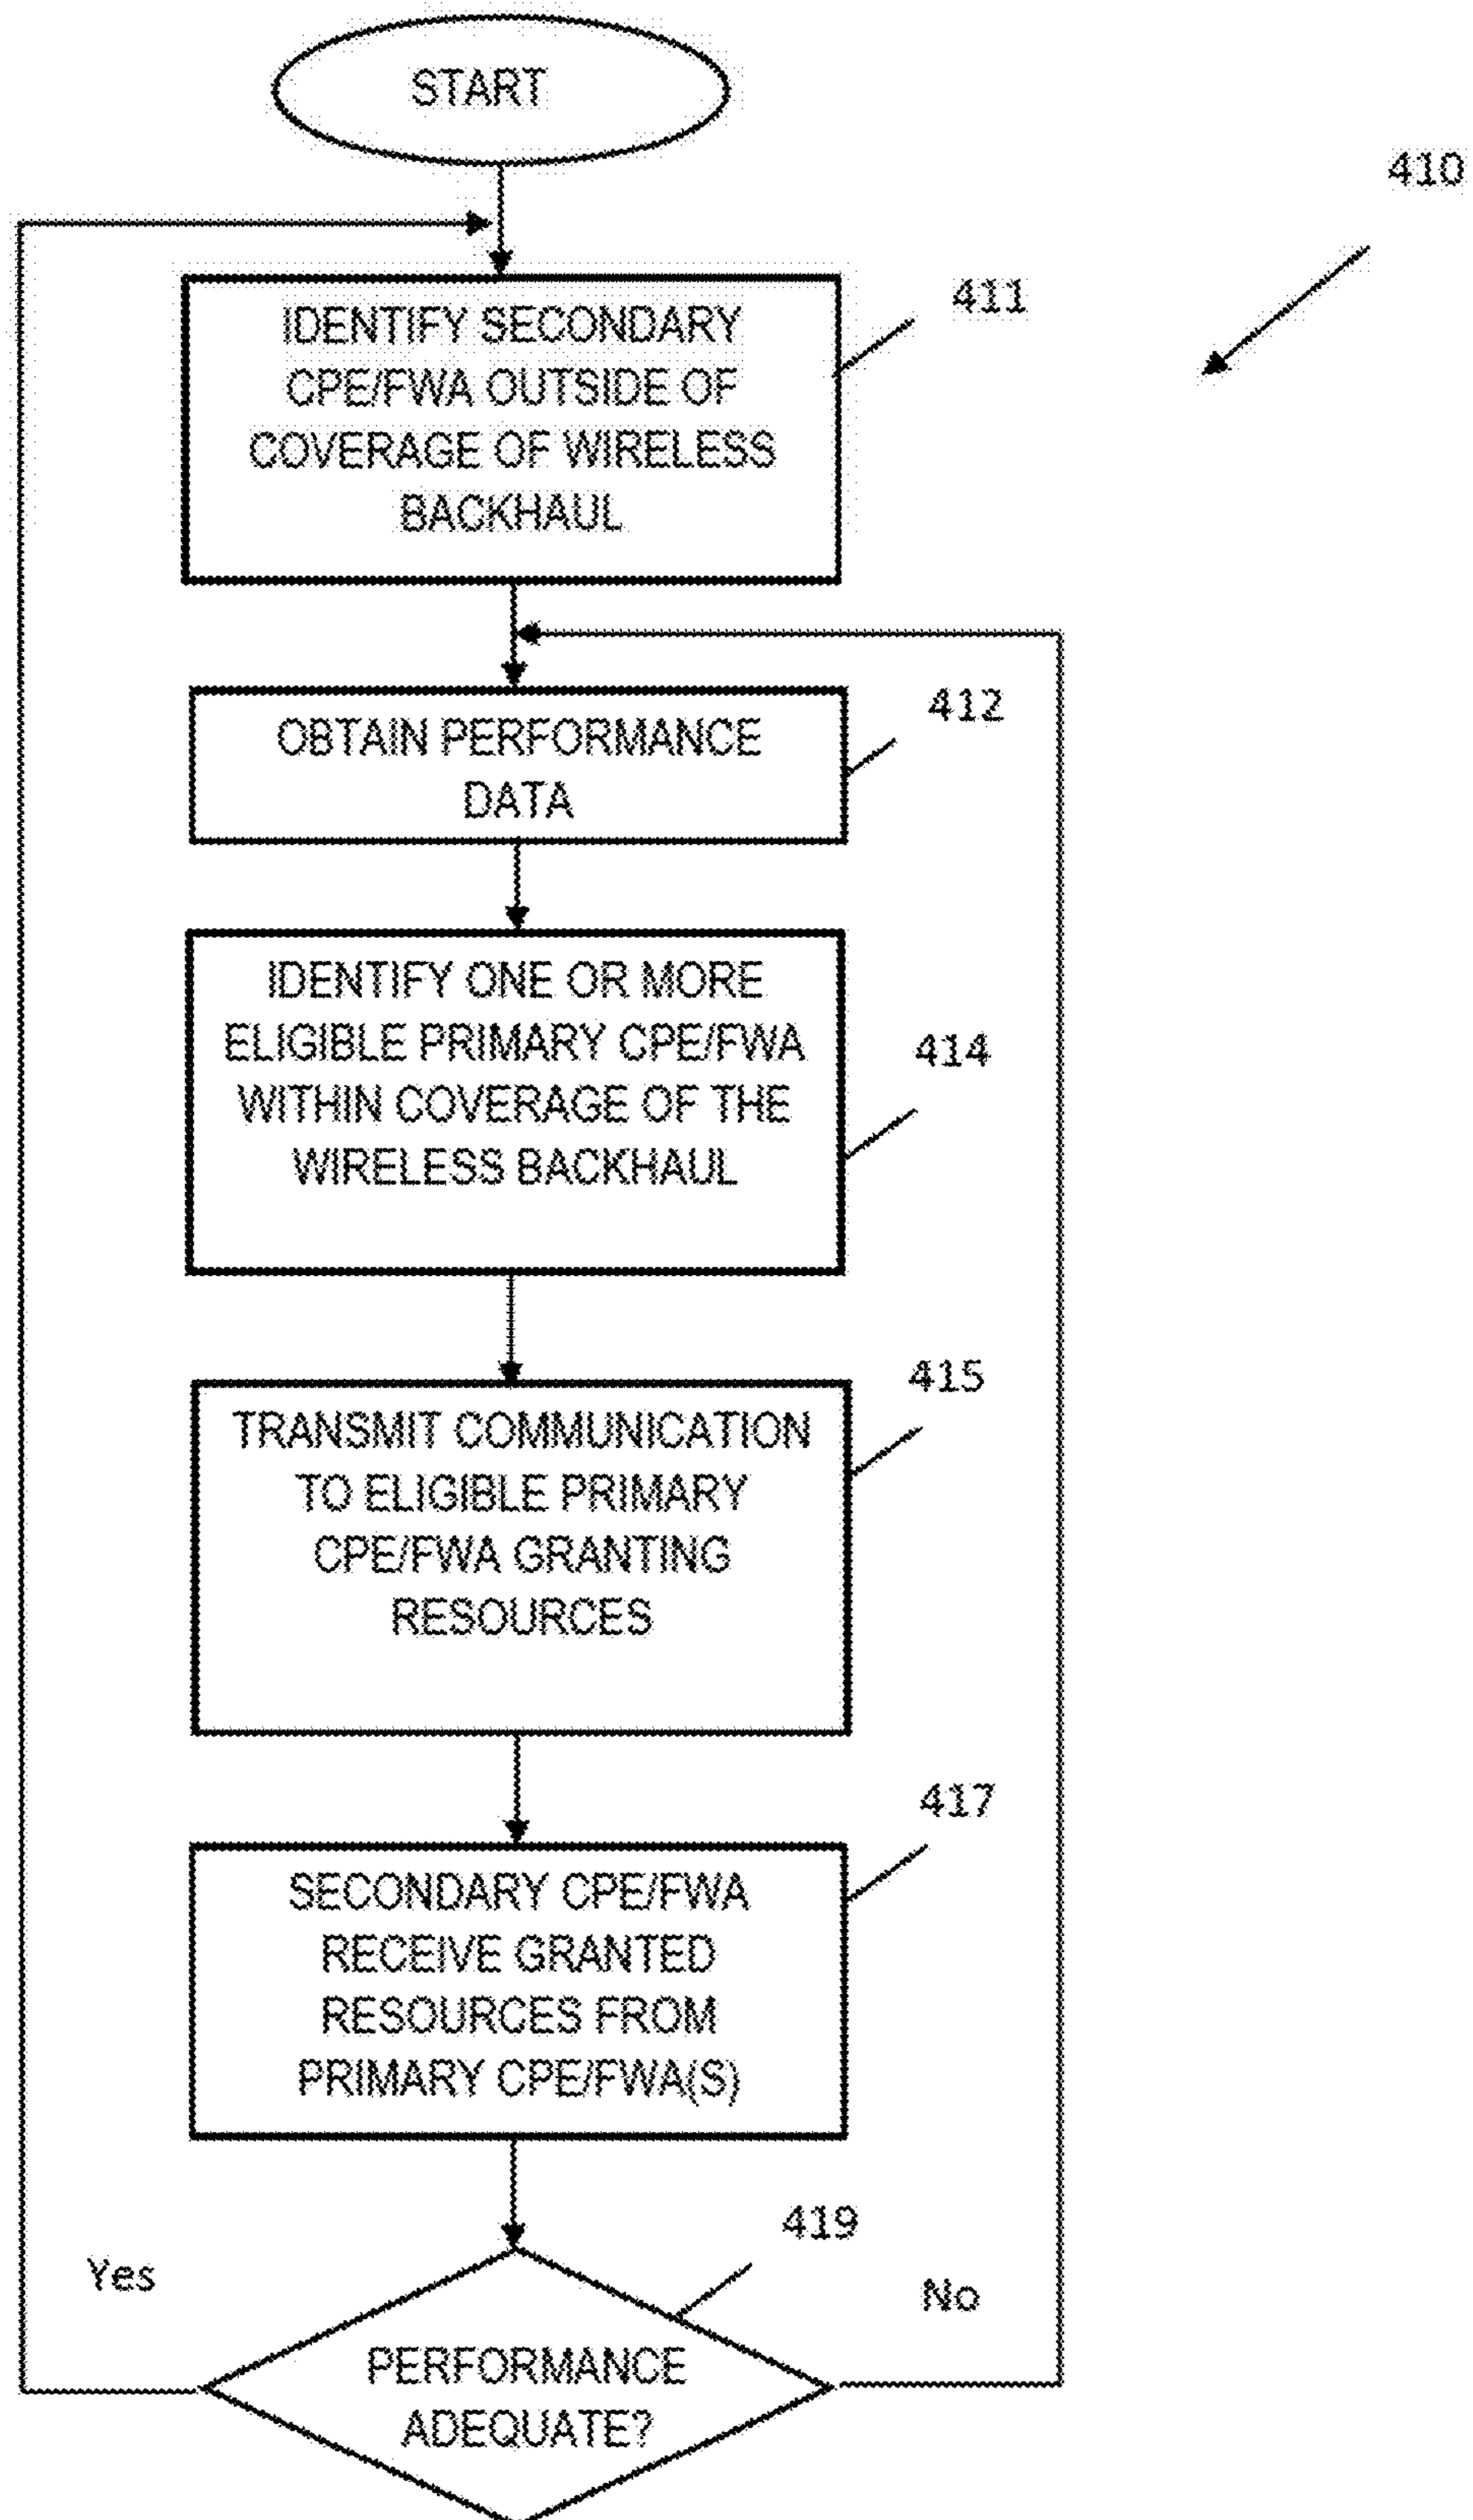 START
410
411
IDENTIFY SECONDARY
CPE/FWA OUTSIDE OF
COVERAGE OF WIRELESS
BACKHAUL
412
OBTAIN PERFORMANCE
DATA
IDENTIFY ONE OR MORE
ELIGIBLE PRIMARY CPE/FWA
WITHIN COVERAGE OF THE
WIRELESS BACKHAUL
414
415
TRANSMIT COMMUNICATION
TO ELIGIBLE PRIMARY
CPE/FWA GRANTING
RESOURCES
417
SECONDARY CPE/FWA
RECEIVE GRANTED
RESOURCES FROM
PRIMARY CPE/FWA(S)
419
Yes
No
PERFORMANCE
ADEQUATE?